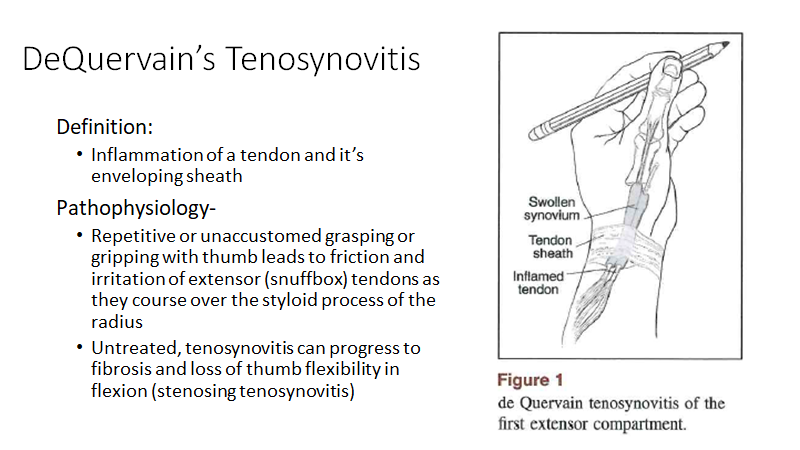 DeQuervain’s Tenosynovitis
Definition:
• Inflammation of a tendon and it’s
enveloping sheath
Pathophysiology-
• Repetitive or unaccustomed grasping or
gripping with thumb leads to friction and
irritation of extensor (snuffbox) tendons as
they course over the styloid process of the
radius
• Untreated, tenosynovitis can progress to
fibrosis and loss of thumb flexibility in
flexion (stenosing tenosynovitis)
Swollen
synovium
Tendon
sheath
Inflamed
tendon
Figure 1
de Quervain tenosynovitis of the
first extensor compartment.